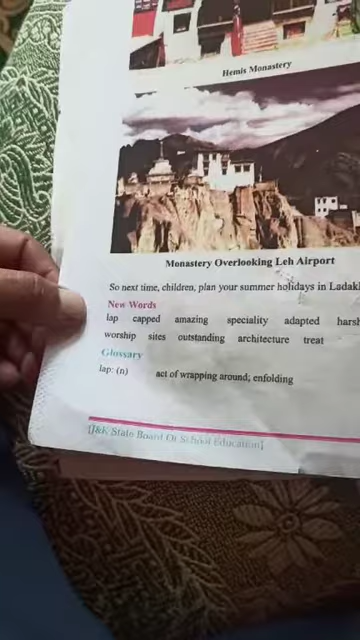 Hemis Monastery
Monastery Overlooking Leh Airport
So next time, children, plan your summer holidays in
New Words
lap capped amazing speciality adapted
worship sites outstanding architecture treat
Glossary
lap: (n) act of wrapping around; enfolding
[J&K State Board Of School Education]